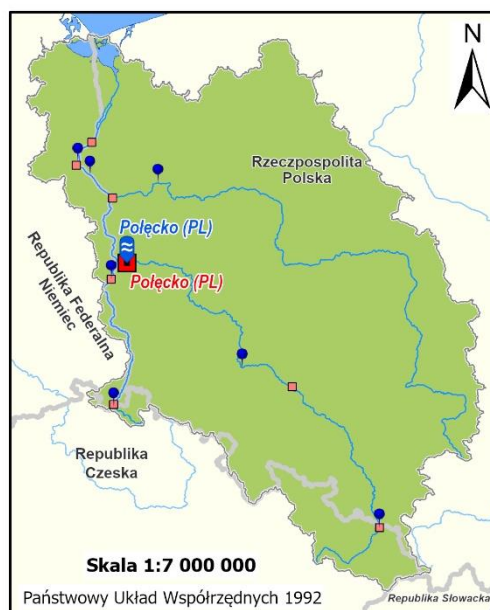 N
Rzeczpospolita
Polska
Połęcko (PL)
Połęcko (PL)
Republika Federalna
Niemiec
Republika
Czeska
Skala 1:7 000 000
Państwowy Układ Współrzędnych 1992
Republika Słowacka